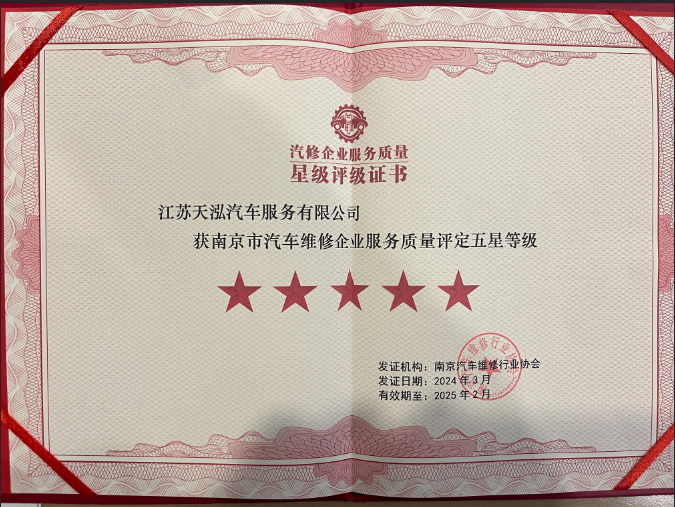 汽修企业服务质量
星级评级证书
江苏天泓汽车服务有限公司
获南京市汽车维修企业服务质量评定五星等级
发证机构：南京汽车维修行业协会
发证日期：2024年3月
有效期至：2025年2月